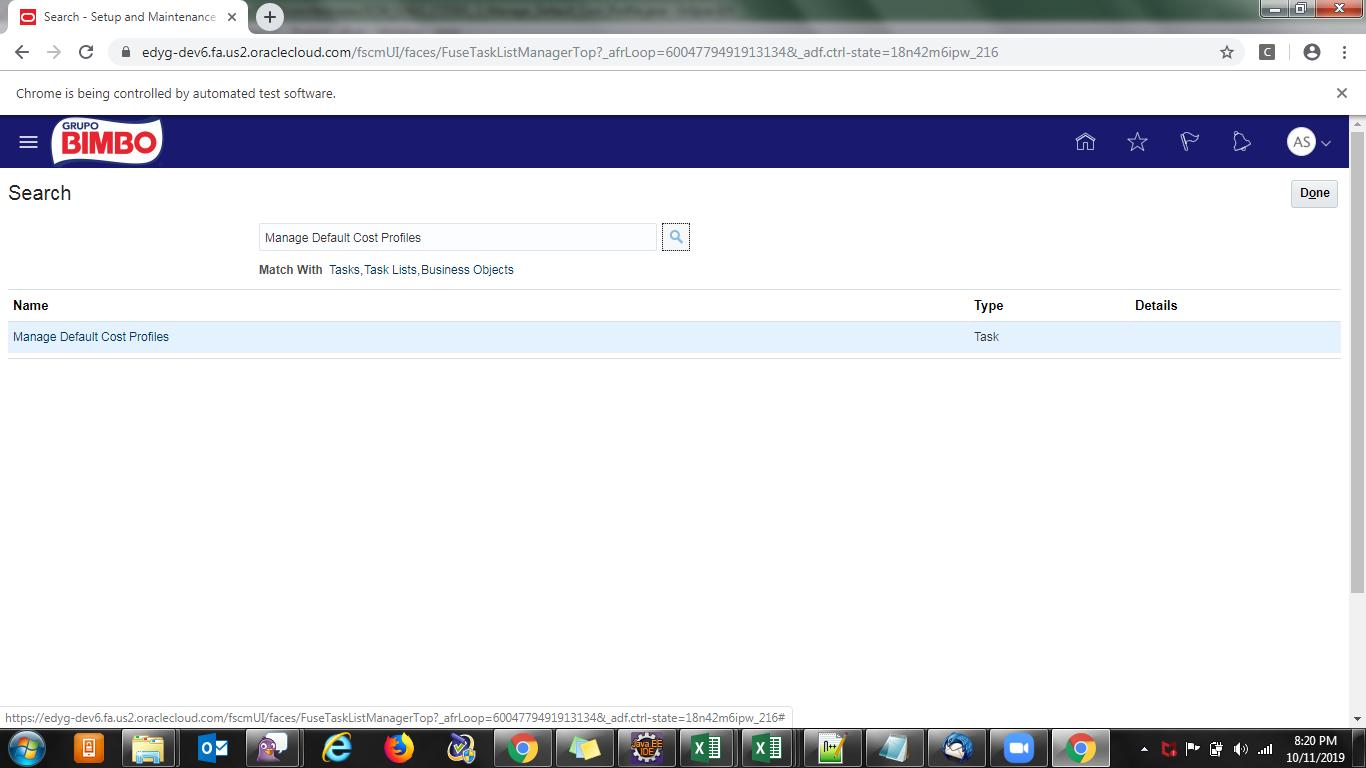 Search - Setup and Maintenance
edyg-dev6.fa.us2.oraclecloud.com/fscmUI/faces/FuseTaskListManagerTop?_afrLoop=6004779491913134&_adf.ctrl-state=18n42m6ipw_216
C
Chrome is being controlled by automated test software.
GRUPO
BIMBO
AS
Search
Done
Manage Default Cost Profiles
Match With Tasks, Task Lists, Business Objects
Name Type Details
Manage Default Cost Profiles Task
https://edyg-dev6.fa.us2.oraclecloud.com/fscmUI/faces/FuseTaskListManagerTop?_afrLoop=6004779491913134&_adf.ctrl-state=18n42m6ipw_216#
Java EE
IDE
8:20 PM
10/11/2019